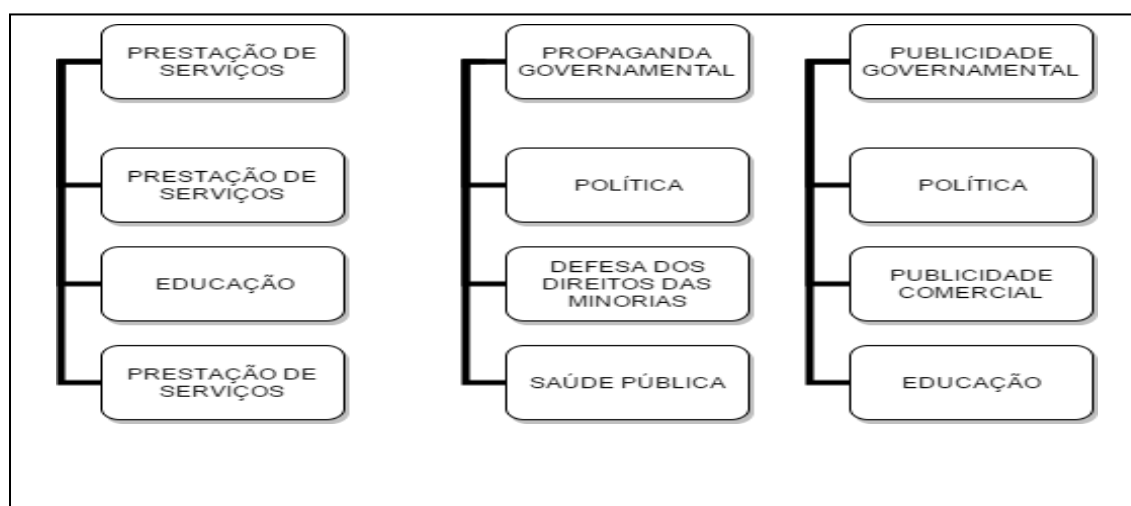 PRESTAÇÃO DE
SERVIÇOS
PRESTAÇÃO DE
SERVIÇOS
EDUCAÇÃO
PRESTAÇÃO DE
SERVIÇOS
PROPAGANDA
GOVERNAMENTAL
POLÍTICA
DEFESA DOS
DIREITOS DAS
MINORIAS
SAÚDE PÚBLICA
PUBLICIDADE
GOVERNAMENTAL
POLÍTICA
PUBLICIDADE
COMERCIAL
EDUCAÇÃO